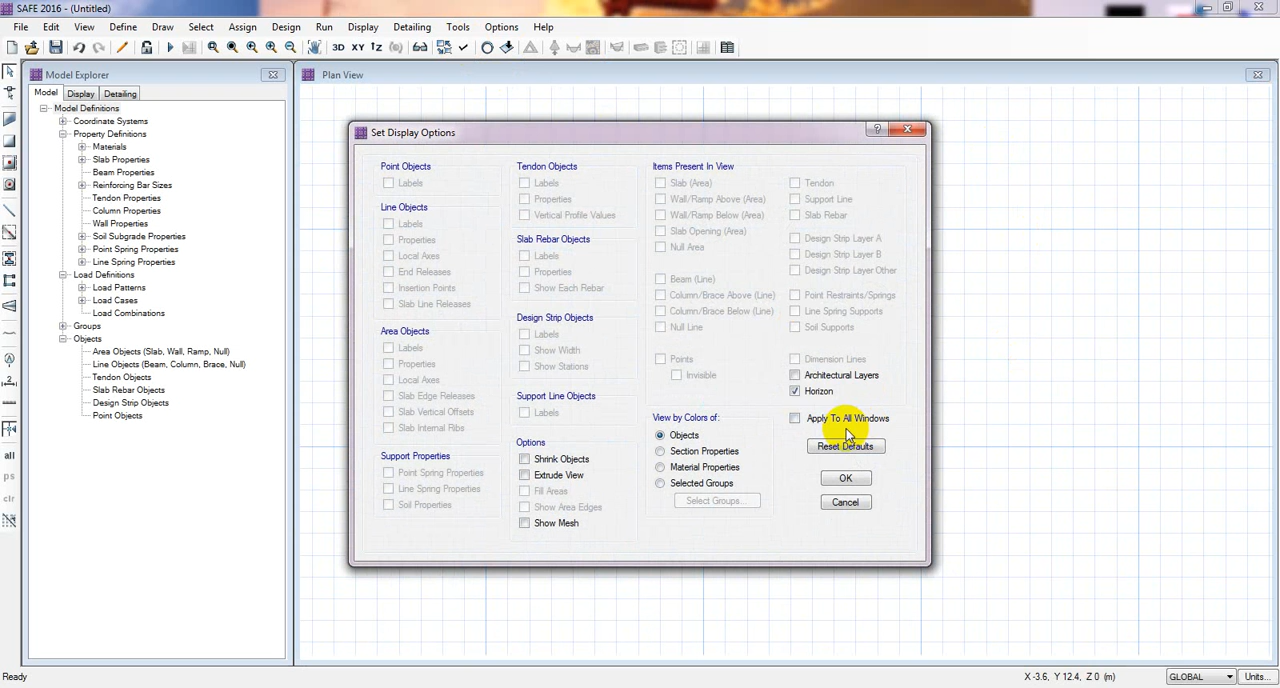 SAFE 2016 - (Untitled)
File Edit View Define Draw Select Assign Design Run Display Detailing Tools Options Help
3D XY
Model Explorer
Model Display Detailing
Model Definitions
Coordinate Systems
Property Definitions
Materials
Slab Properties
Beam Properties
Reinforcing Bar Sizes
Tendon Properties
Column Properties
Wall Properties
Soil Subgrade Properties
Point Spring Properties
Line Spring Properties
Load Definitions
Load Patterns
Load Cases
Load Combinations
Groups
Objects
Area Objects (Slab, Wall, Ramp, Null)
Line Objects (Beam, Column, Brace, Null)
Tendon Objects
Slab Rebar Objects
Design Strip Objects
Point Objects
all
ps
clr
Plan View
Set Display Options
Point Objects
Labels
Line Objects
Labels
Properties
Local Axes
End Releases
Insertion Points
Slab Line Releases
Area Objects
Labels
Properties
Local Axes
Slab Edge Releases
Slab Vertical Offsets
Slab Internal Ribs
Support Properties
Point Spring Properties
Line Spring Properties
Soil Properties
Tendon Objects
Labels
Properties
Vertical Profile Values
Slab Rebar Objects
Labels
Properties
Show Each Rebar
Design Strip Objects
Labels
Show Width
Show Stations
Support Line Objects
Labels
Options
Shrink Objects
Extrude View
Fill Areas
Show Area Edges
Show Mesh
Items Present In View
Slab (Area)
Wall/Ramp Above (Area)
Wall/Ramp Below (Area)
Slab Opening (Area)
Null Area
Beam (Line)
Column/Brace Above (Line)
Column/Brace Below (Line)
Null Line
Points
Invisible
Tendon
Support Line
Slab Rebar
Design Strip Layer A
Design Strip Layer B
Design Strip Layer Other
Point Restraints/Springs
Line Spring Supports
Soil Supports
Dimension Lines
Architectural Layers
Horizon
View by Colors of:
Objects
Section Properties
Material Properties
Selected Groups
Select Groups...
Apply To All Windows
Reset Defaults
OK
Cancel
Ready
X -3.6, Y 12.4, Z 0 (m)
GLOBAL
Units...